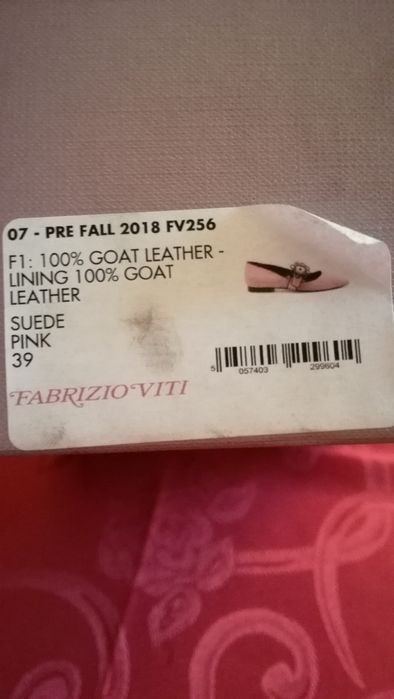 07 - PRE FALL 2018 FV256
F1: 100% GOAT LEATHER -
LINING 100% GOAT
LEATHER
SUEDE
PINK
39
5 057403 299604
FABRIZIO VITI